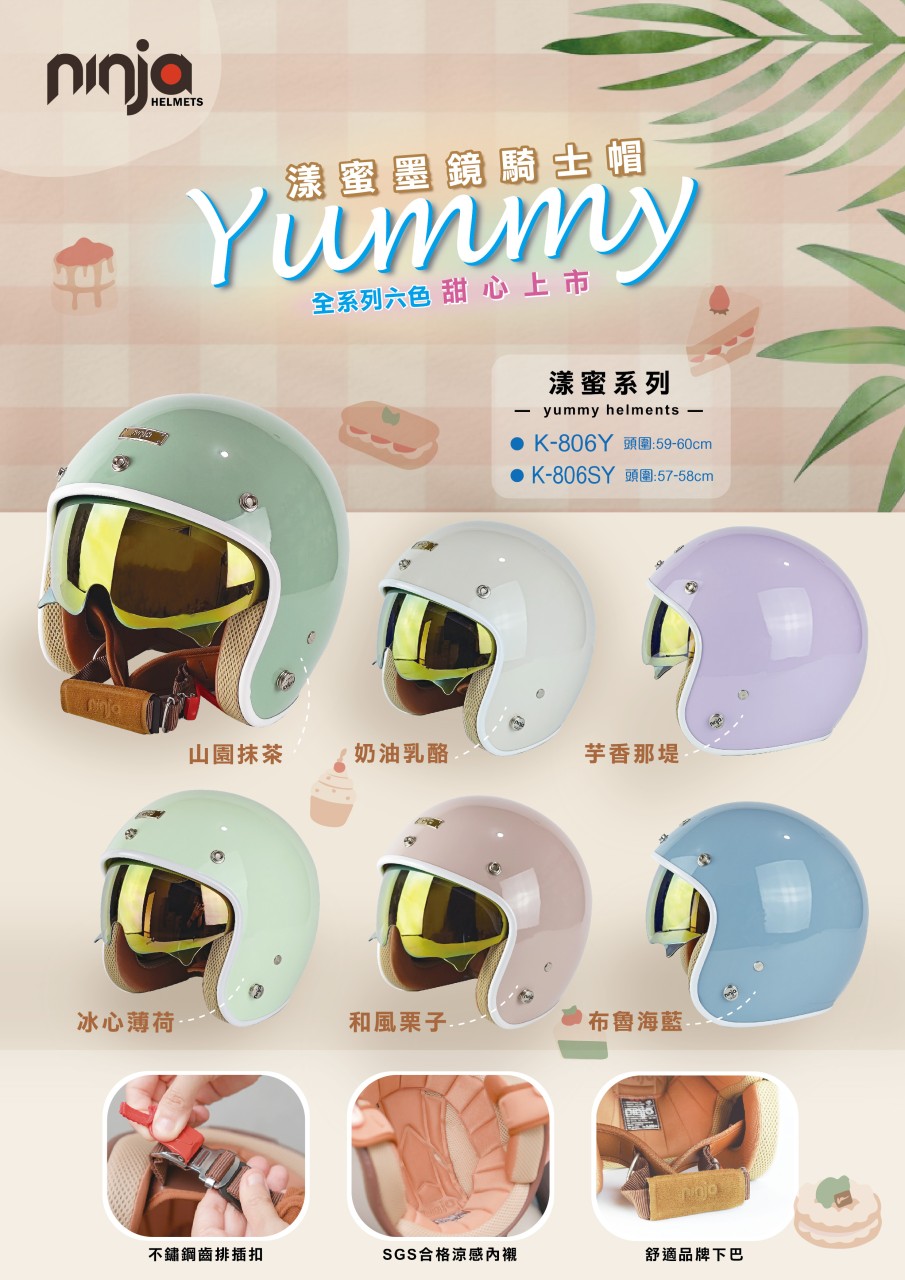 ninja
HELMETS
漾蜜墨鏡騎士帽
Yummy
全系列六色 甜心上市
漾蜜系列
yummy helments
K-806Y 頭圍:59-60cm
K-806SY 頭圍:57-58cm
ninja
ninja
山園抹茶
奶油乳酪
芋香那堤
冰心薄荷
和風栗子
布魯海藍
ninja
ninja
不鏽鋼齒排插扣
SGS合格涼感內襯
舒適品牌下巴